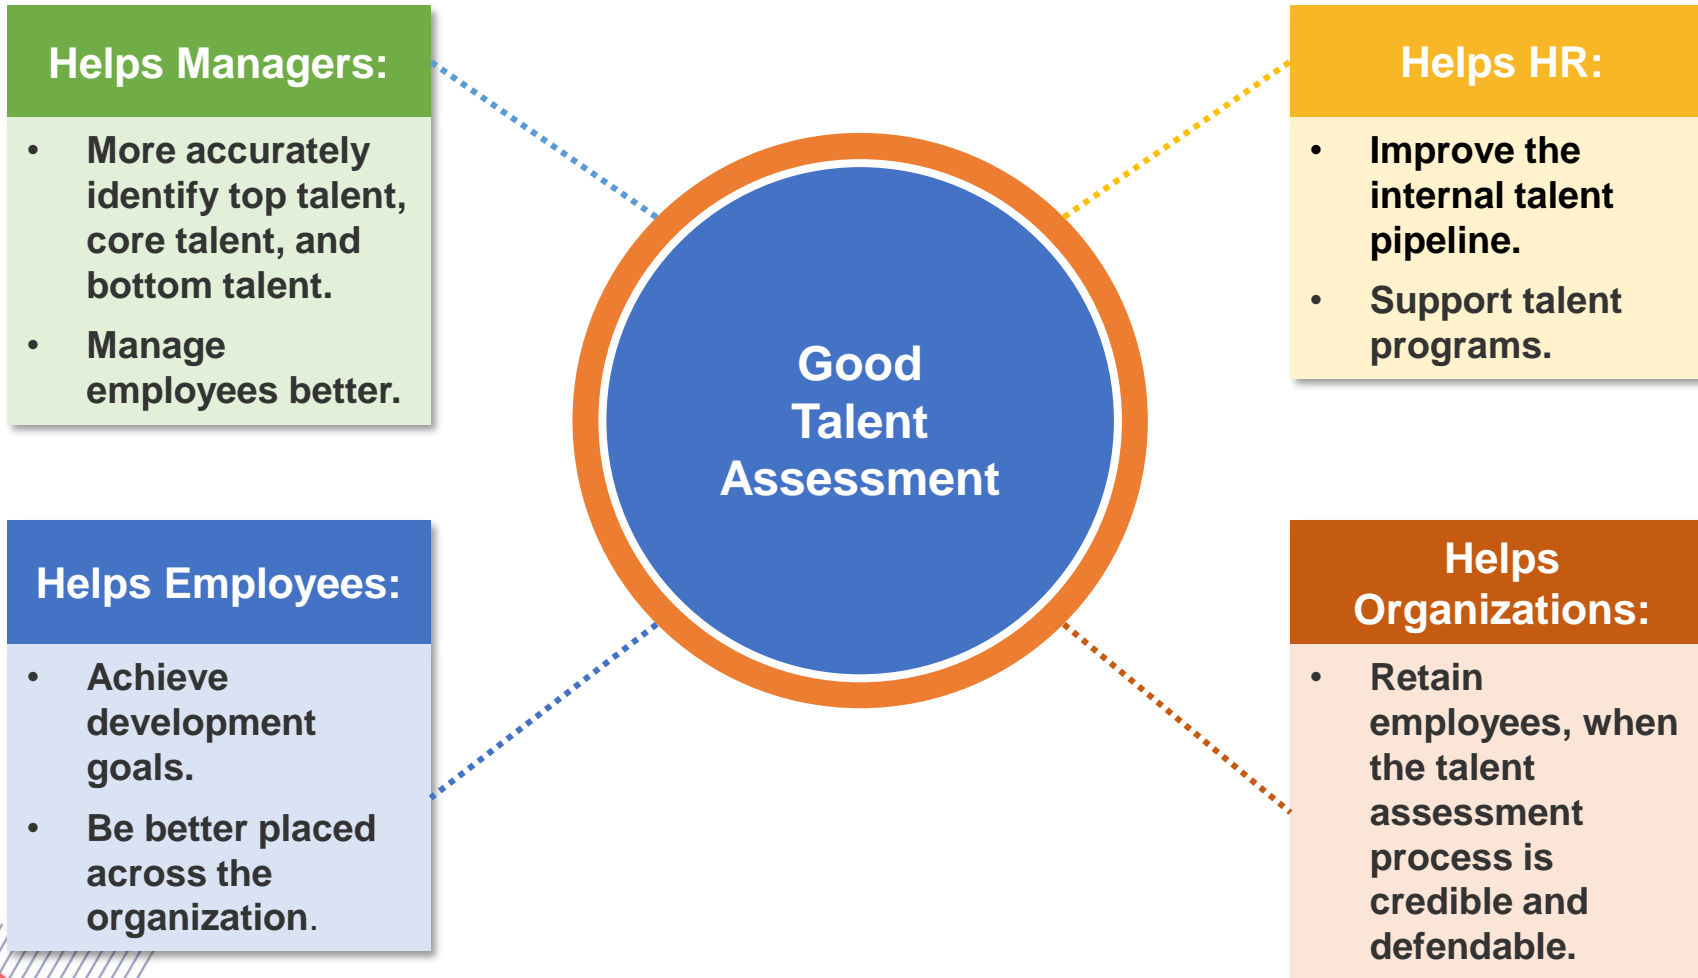 Helps Managers:
• More accurately
identify top talent,
core talent, and
bottom talent.
• Manage
employees better.
Helps HR:
• Improve the
internal talent
pipeline.
• Support talent
programs.
Good
Talent
Assessment
Helps Employees:
• Achieve
development
goals.
• Be better placed
across the
organization.
Helps
Organizations:
• Retain
employees, when
the talent
assessment
process is
credible and
defendable.